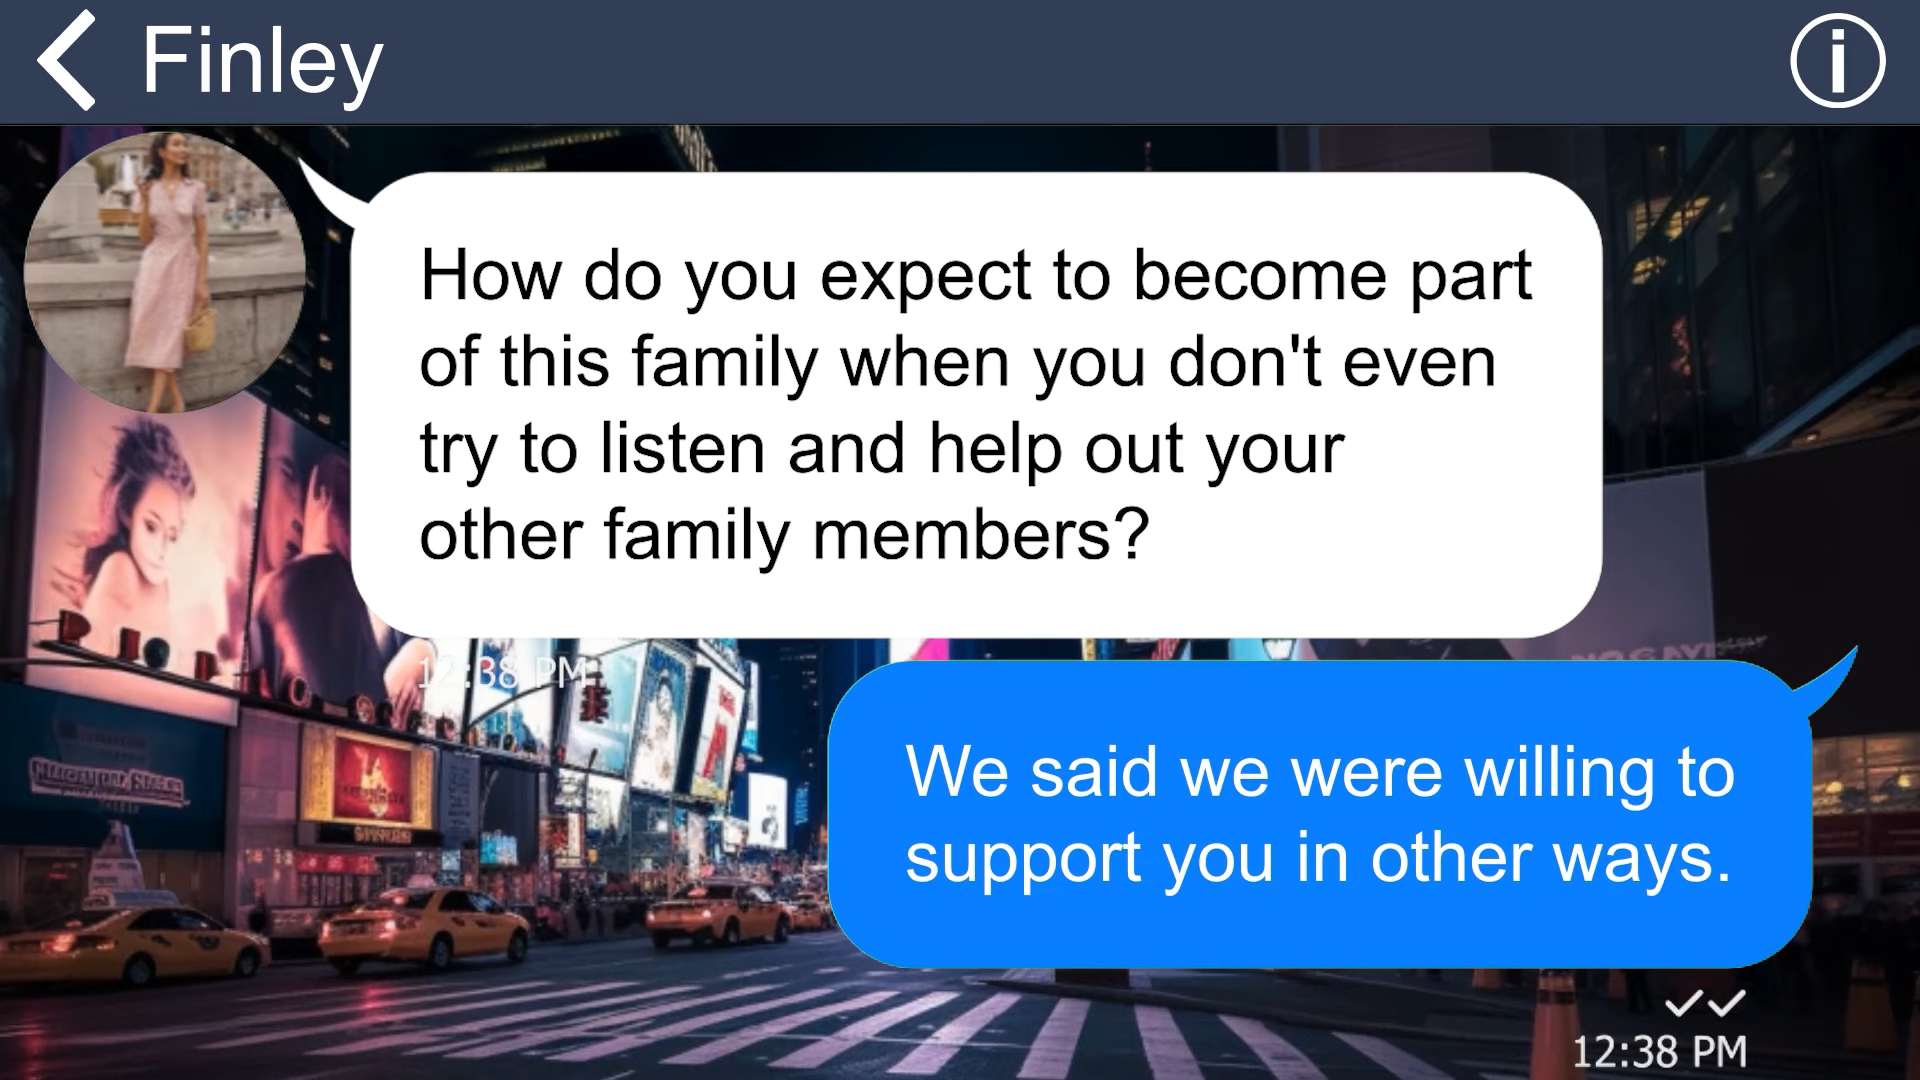 Finley
How do you expect to become part
of this family when you don't even
try to listen and help out your
other family members?
12:38 PM
We said we were willing to
support you in other ways.
12:38 PM